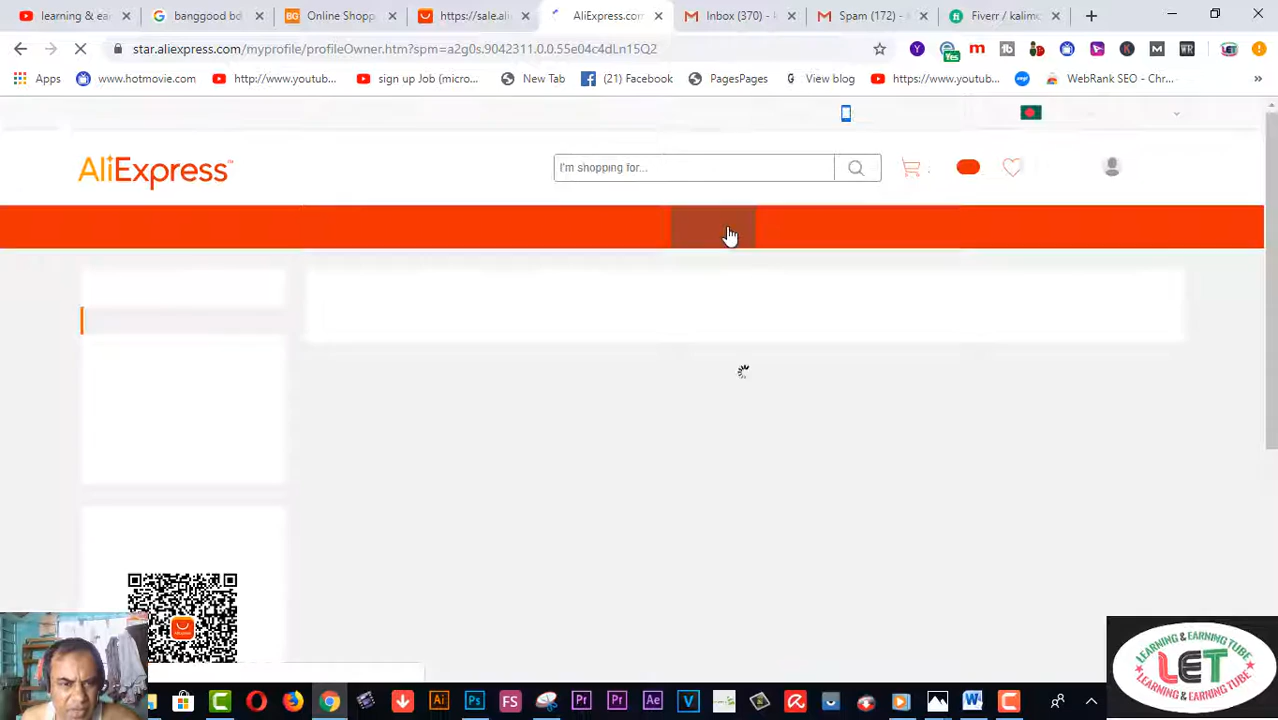 learning & ea
banggood bd
Online Shopp
https://sale.ali
AliExpress.com
Inbox (370) -
Spam (172) -
Fiverr / kalimo
star.aliexpress.com/myprofile/profileOwner.htm?spm=a2g0s.9042311.0.0.55e04c4dLn15Q2
Yes
Apps
www.hotmovie.com
http://www.youtub...
sign up Job (micro...
New Tab
(21) Facebook
PagesPages
View blog
https://www.youtub...
WebRank SEO - Chr...
AliExpress™
I'm shopping for...
LEARNING & EARNING TUBE
LET
LEARNING & EARNING TUBE